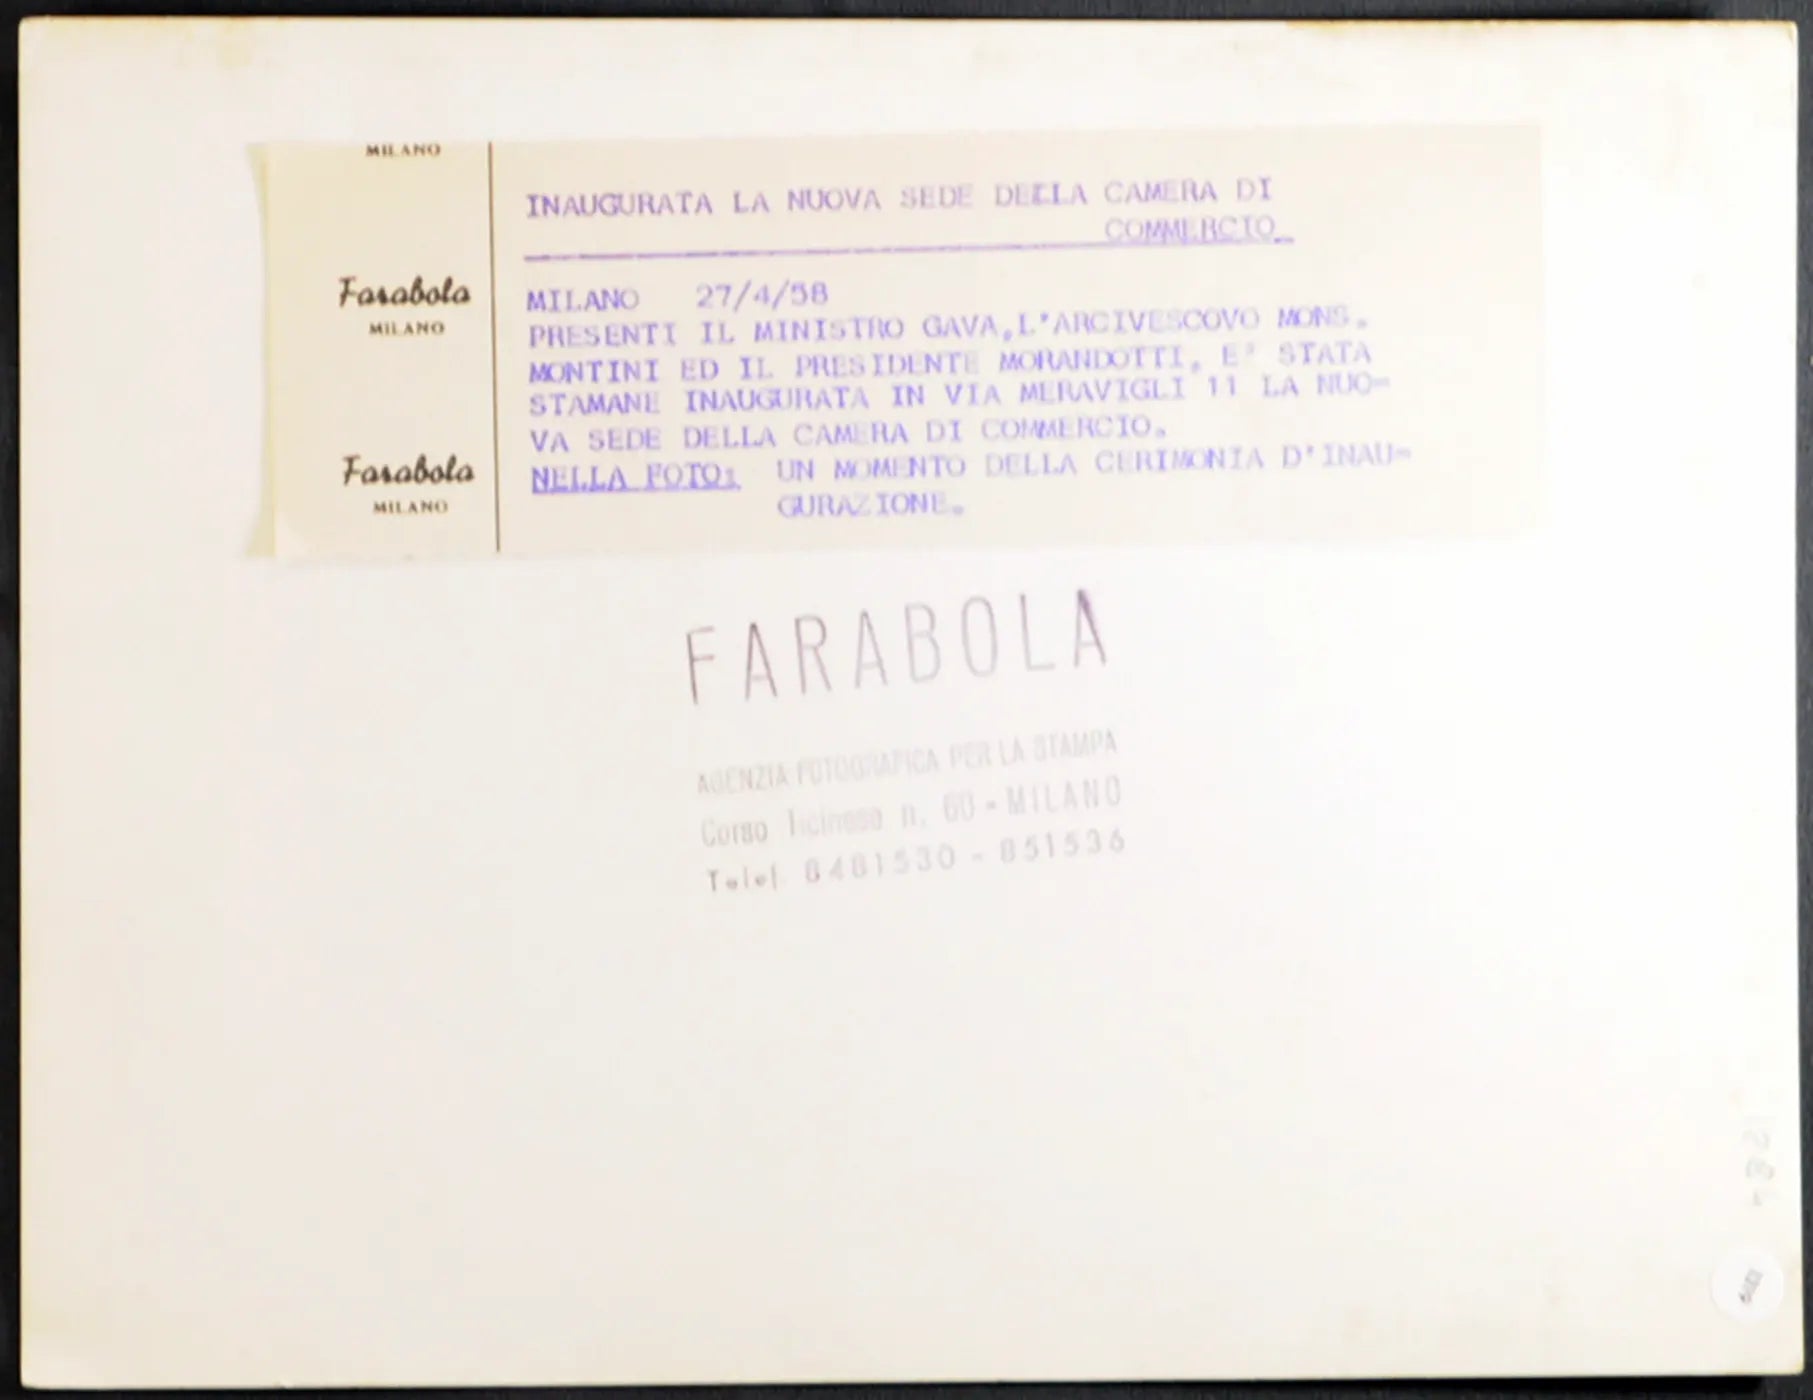 MILANO
INAUGURATA LA NUOVA SEDE DELLA CAMERA DI
COMMERCIO
Farabola
MILANO
MILANO 27/4/58
PRESENTI IL MINISTRO GAVA,L'ARCIVESCOVO MONS.
MONTINI ED IL PRESIDENTE MORANDOTTI, E' STATA
STAMANE INAUGURATA IN VIA MERAVIGLI 11 LA NUO=
VA SEDE DELLA CAMERA DI COMMERCIO.
Farabola
MILANO
NELLA FOTO: UN MOMENTO DELLA CERIMONIA D'INAU=
GURAZIONE.
FARABOLA
AGENZIA FOTOGRAFICA PER LA STAMPA
Corso Ticinese n. 60 - MILANO
Telef. 8481530 - 851536